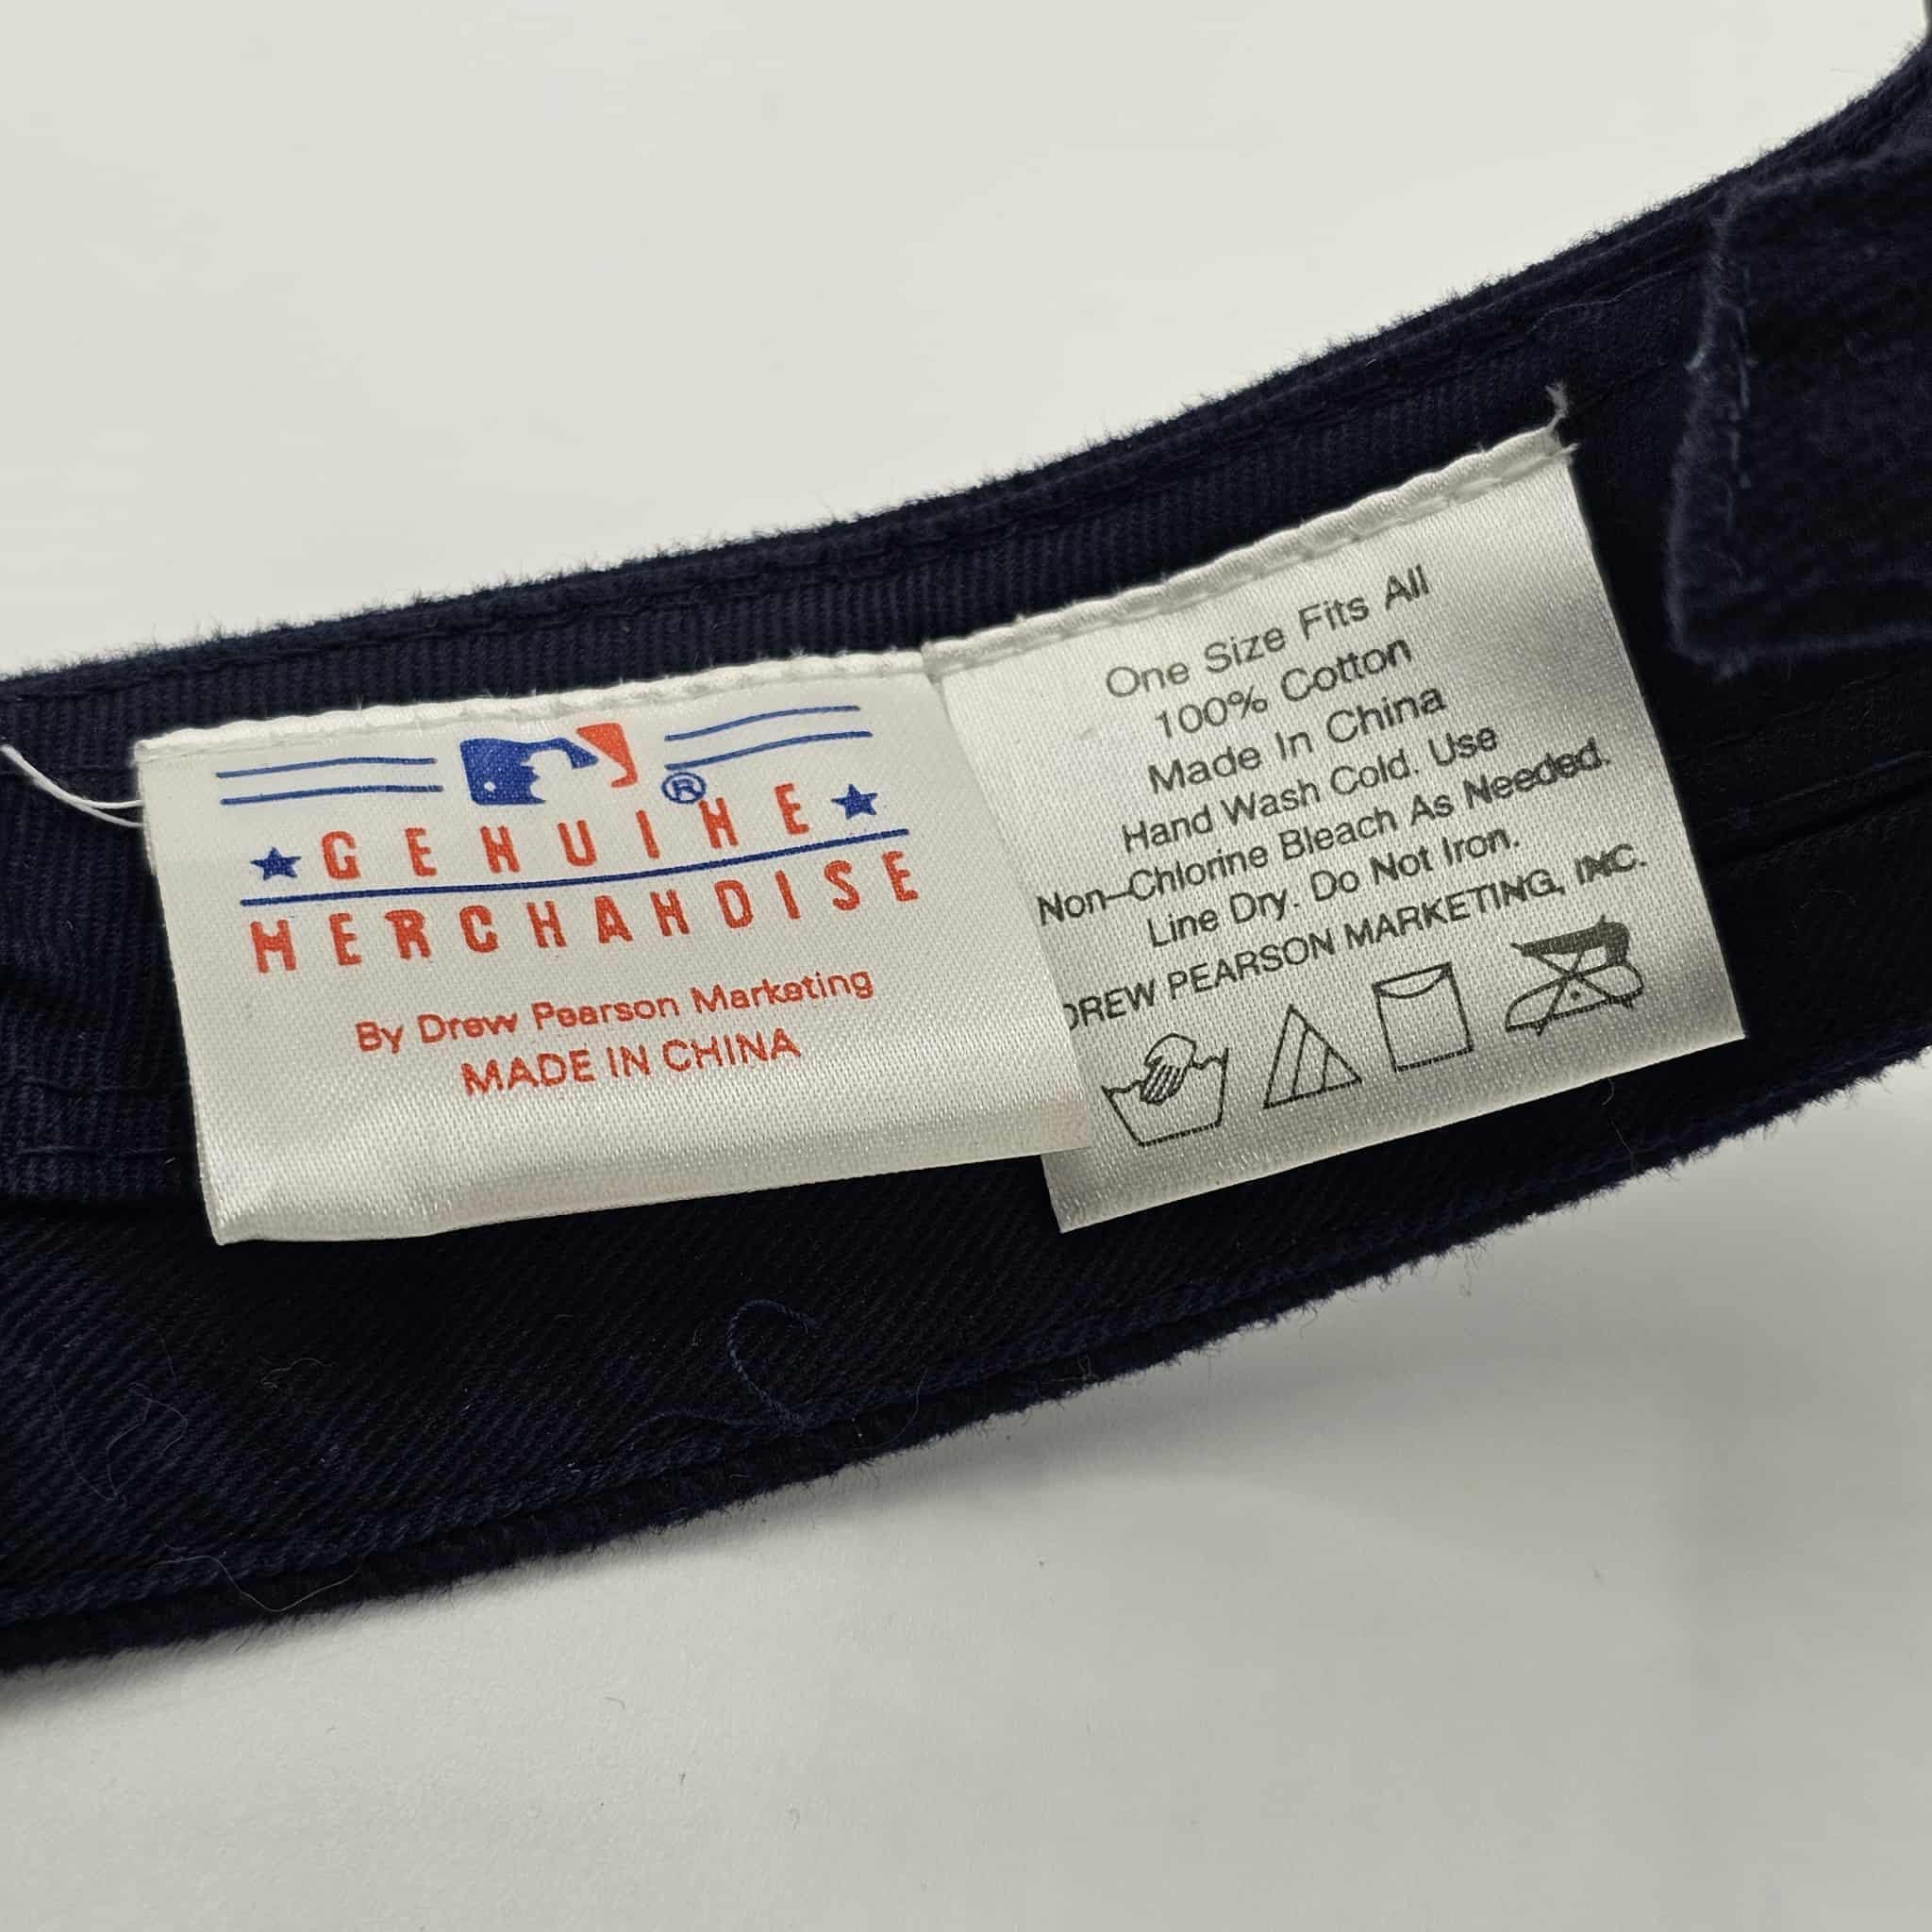 ®
GENUINE
MERCHANDISE
By Drew Pearson Marketing
MADE IN CHINA
One Size Fits All
100% Cotton
Made In China
Hand Wash Cold. Use
Non-Chlorine Bleach As Needed.
Line Dry. Do Not Iron.
DREW PEARSON MARKETING, INC.